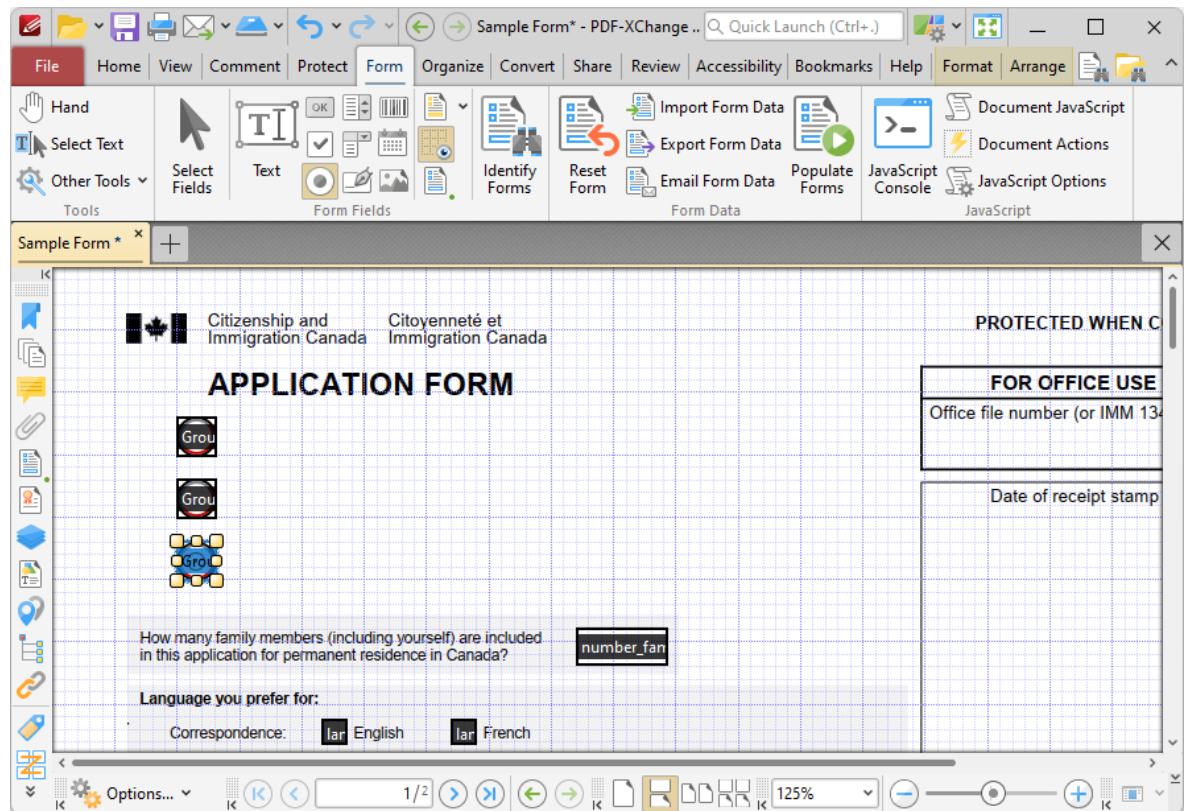 Sample Form* - PDF-XChange ..
Quick Launch (Ctrl+.)
File Home View Comment Protect Form Organize Convert Share Review Accessibility Bookmarks Help Format Arrange
Hand
Select Text
Other Tools
Tools
Select Fields
Text
OK
Form Fields
Identify Forms
Reset Form
Import Form Data
Export Form Data
Email Form Data
Populate Forms
Form Data
JavaScript Console
Document JavaScript
Document Actions
JavaScript Options
JavaScript
Sample Form *
Citizenship and Citoyenneté et
Immigration Canada Immigration Canada
PROTECTED WHEN C
APPLICATION FORM
FOR OFFICE USE
Office file number (or IMM 134
Grou
Grou
Date of receipt stamp
Grou
How many family members (including yourself) are included
in this application for permanent residence in Canada?
number_fan
Language you prefer for:
Correspondence: lar English lar French
Options... 1/2 125%